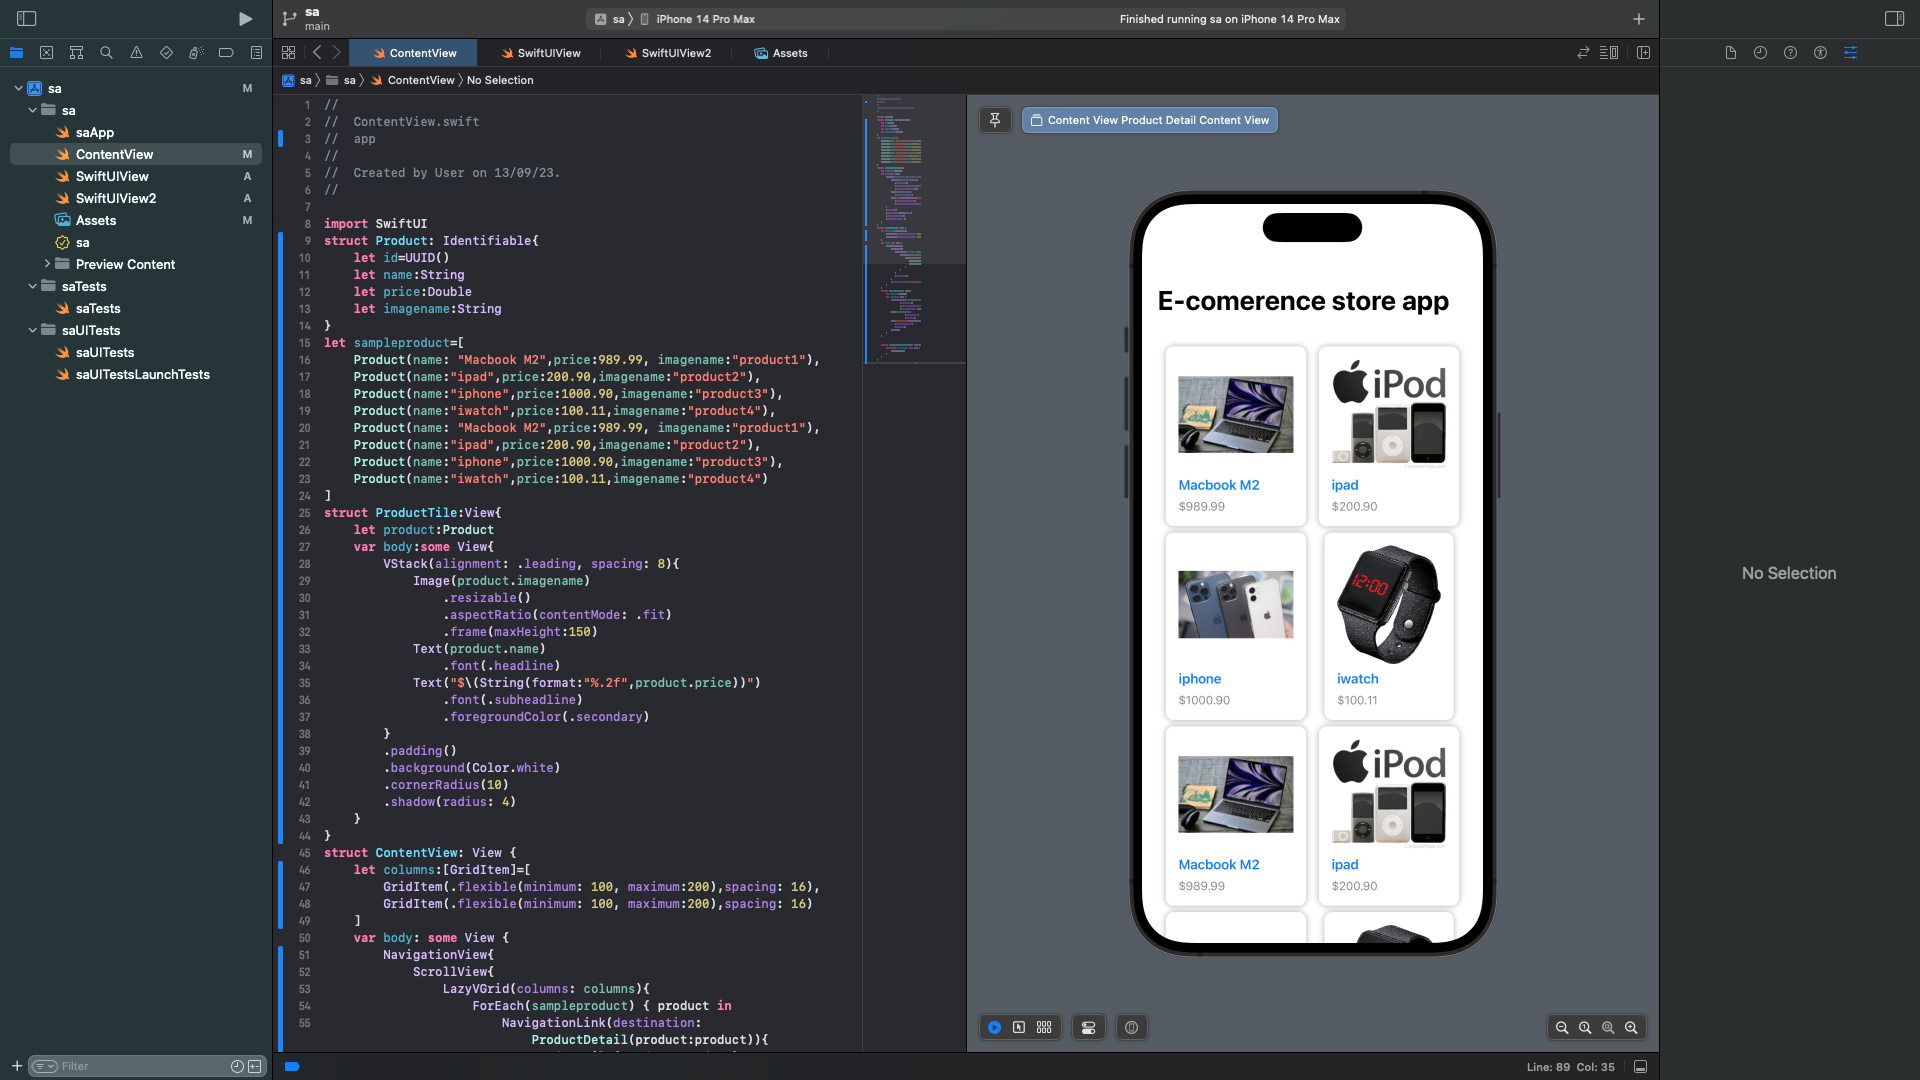 sa
main
sa
iPhone 14 Pro Max
Finished running sa on iPhone 14 Pro Max
ContentView
SwiftUIView
SwiftUIView2
Assets
sa
sa
ContentView
No Selection
sa M
sa
saApp
ContentView M
SwiftUIView A
SwiftUIView2 A
Assets M
sa
Preview Content
saTests
saTests
saUITests
saUITests
saUITestsLaunchTests
Filter
1 //
2 //  ContentView.swift
3 //  app
4 //
5 //  Created by User on 13/09/23.
6 //
7
8 import SwiftUI
9 struct Product: Identifiable{
10 let id=UUID()
11 let name:String
12 let price:Double
13 let imagename:String
14 }
15 let sampleproduct=[
16 Product(name: "Macbook M2",price:989.99, imagename:"product1"),
17 Product(name:"ipad",price:200.90,imagename:"product2"),
18 Product(name:"iphone",price:1000.90,imagename:"product3"),
19 Product(name:"iwatch",price:100.11,imagename:"product4"),
20 Product(name: "Macbook M2",price:989.99, imagename:"product1"),
21 Product(name:"ipad",price:200.90,imagename:"product2"),
22 Product(name:"iphone",price:1000.90,imagename:"product3"),
23 Product(name:"iwatch",price:100.11,imagename:"product4")
24 ]
25 struct ProductTile:View{
26 let product:Product
27 var body:some View{
28 VStack(alignment: .leading, spacing: 8){
29 Image(product.imagename)
30 .resizable()
31 .aspectRatio(contentMode: .fit)
32 .frame(maxHeight:150)
33 Text(product.name)
34 .font(.headline)
35 Text("$\(String(format:"%.2f",product.price))")
36 .font(.subheadline)
37 .foregroundColor(.secondary)
38 }
39 .padding()
40 .background(Color.white)
41 .cornerRadius(10)
42 .shadow(radius: 4)
43 }
44 }
45 struct ContentView: View {
46 let columns:[GridItem]=[
47 GridItem(.flexible(minimum: 100, maximum:200),spacing: 16),
48 GridItem(.flexible(minimum: 100, maximum:200),spacing: 16)
49 ]
50 var body: some View {
51 NavigationView{
52 ScrollView{
53 LazyVGrid(columns: columns){
54 ForEach(sampleproduct) { product in
55 NavigationLink(destination:
ProductDetail(product:product)){
Content View Product Detail Content View
E-comerence store app
iPod
Macbook M2
$989.99
ipad
$200.90
12:00
iphone
$1000.90
iwatch
$100.11
iPod
Macbook M2
$989.99
ipad
$200.90
No Selection
Line: 89 Col: 35